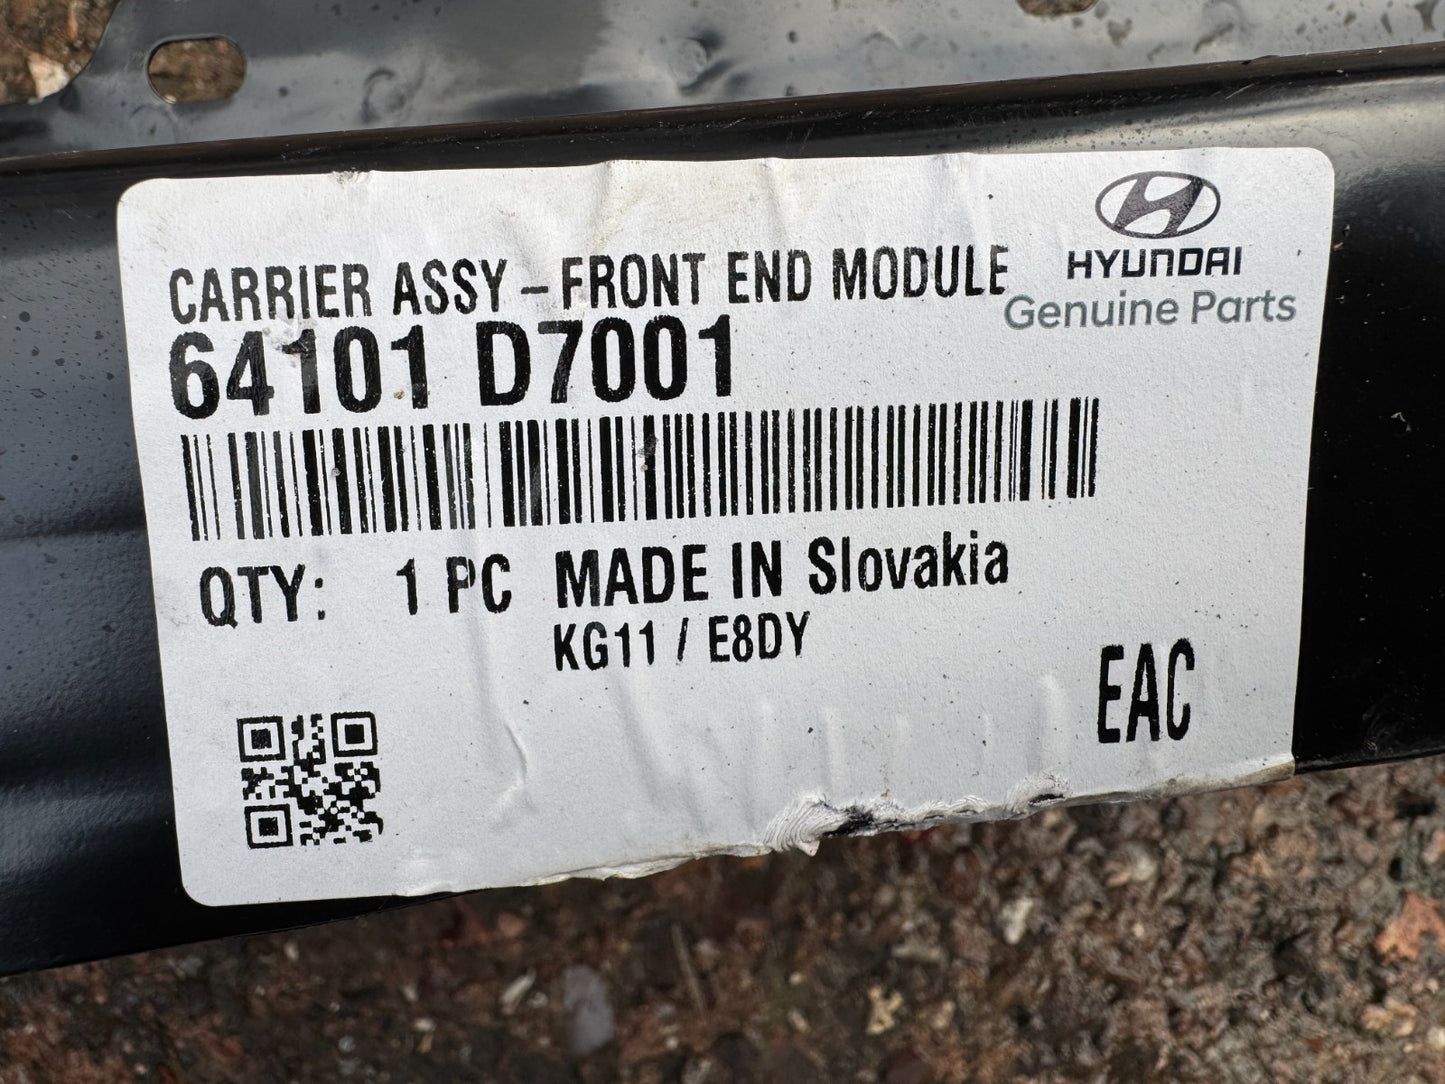 HYUNDAI
Genuine Parts
CARRIER ASSY - FRONT END MODULE
64101 D7001
QTY: 1 PC MADE IN Slovakia
KG11 / E8DY
EAC